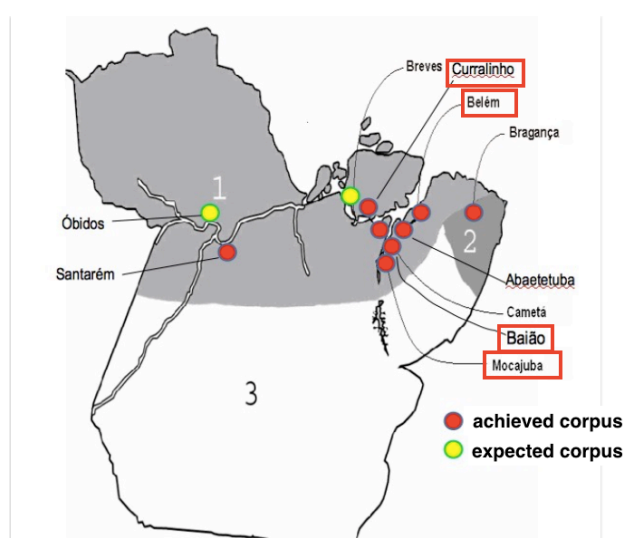 Breves
Curralinho
Belém
Bragança
1
Óbidos
2
Santarém
Abaetetuba
Cametá
Baião
Mocajuba
3
achieved corpus
expected corpus